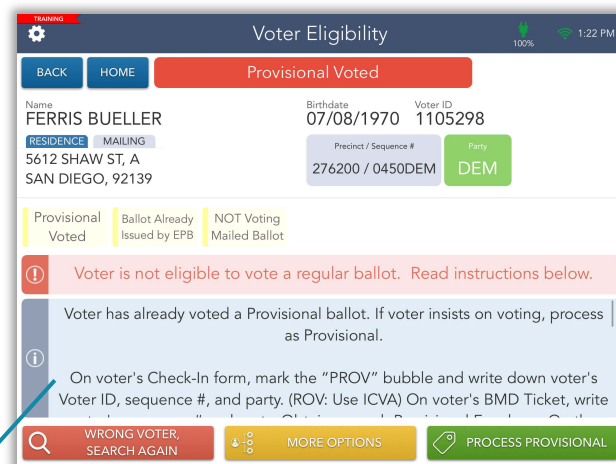 TRAINING
Voter Eligibility
100%
1:22 PM
BACK
HOME
Provisional Voted
Name
FERRIS BUELLER
Birthdate
07/08/1970
Voter ID
1105298
RESIDENCE
MAILING
5612 SHAW ST, A
SAN DIEGO, 92139
Precinct / Sequence #
276200 / 0450DEM
Party
DEM
Provisional
Voted
Ballot Already
Issued by EPB
NOT Voting
Mailed Ballot
Voter is not eligible to vote a regular ballot. Read instructions below.
Voter has already voted a Provisional ballot. If voter insists on voting, process
as Provisional.
On voter's Check-In form, mark the "PROV" bubble and write down voter's
Voter ID, sequence #, and party. (ROV: Use ICVA) On voter's BMD Ticket, write
WRONG VOTER,
SEARCH AGAIN
MORE OPTIONS
PROCESS PROVISIONAL